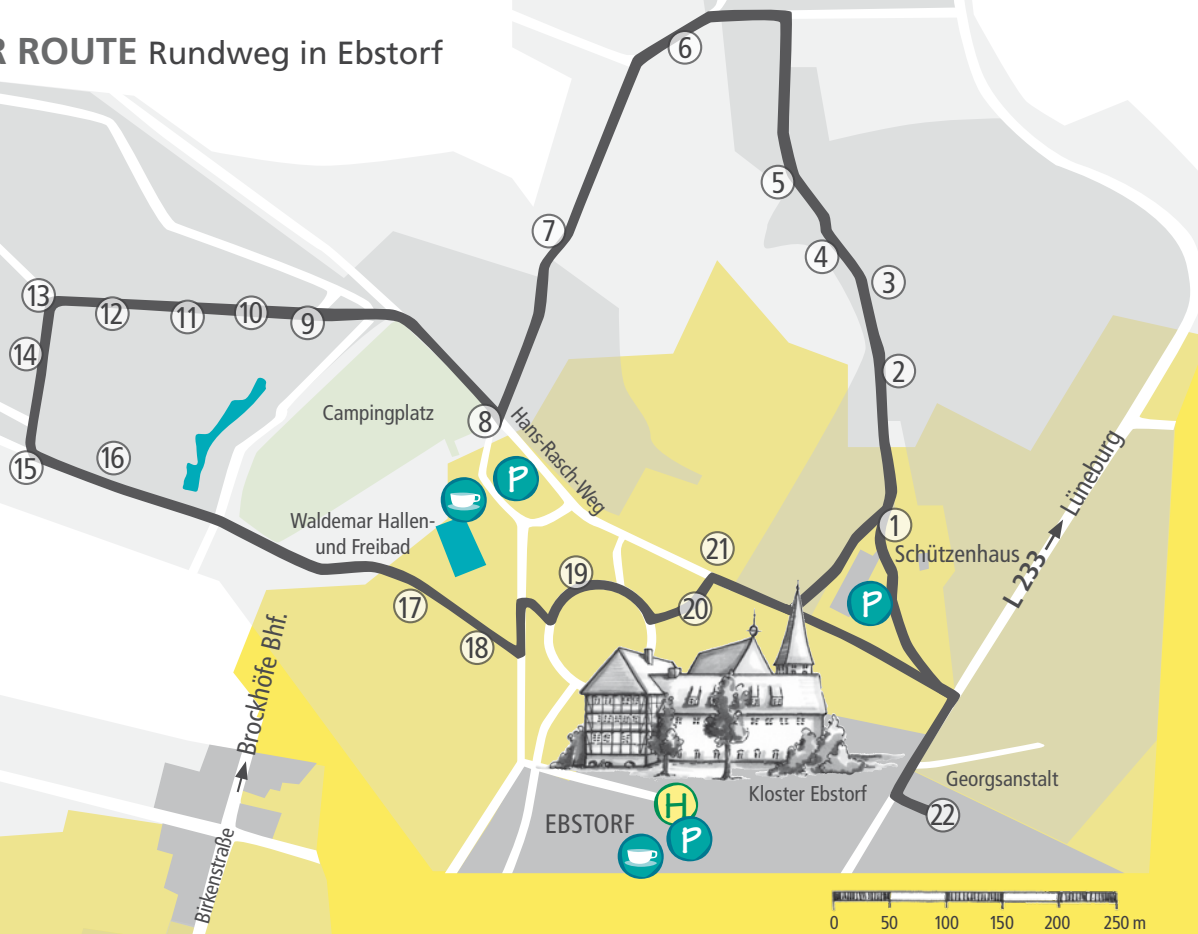 R ROUTE Rundweg in Ebstorf
6
5
7
4
3
13
12
11
10
9
14
2
8
Campingplatz
Hans-Rasch-Weg
15
16
P
Waldemar Hallen-
und Freibad
1
Schützenhaus
L 233 → Lüneburg
21
19
17
20
P
18
Brockhöfe Bhf.
Birkenstraße
Georgsanstalt
Kloster Ebstorf
22
H
EBSTORF
P
0 50 100 150 200 250 m